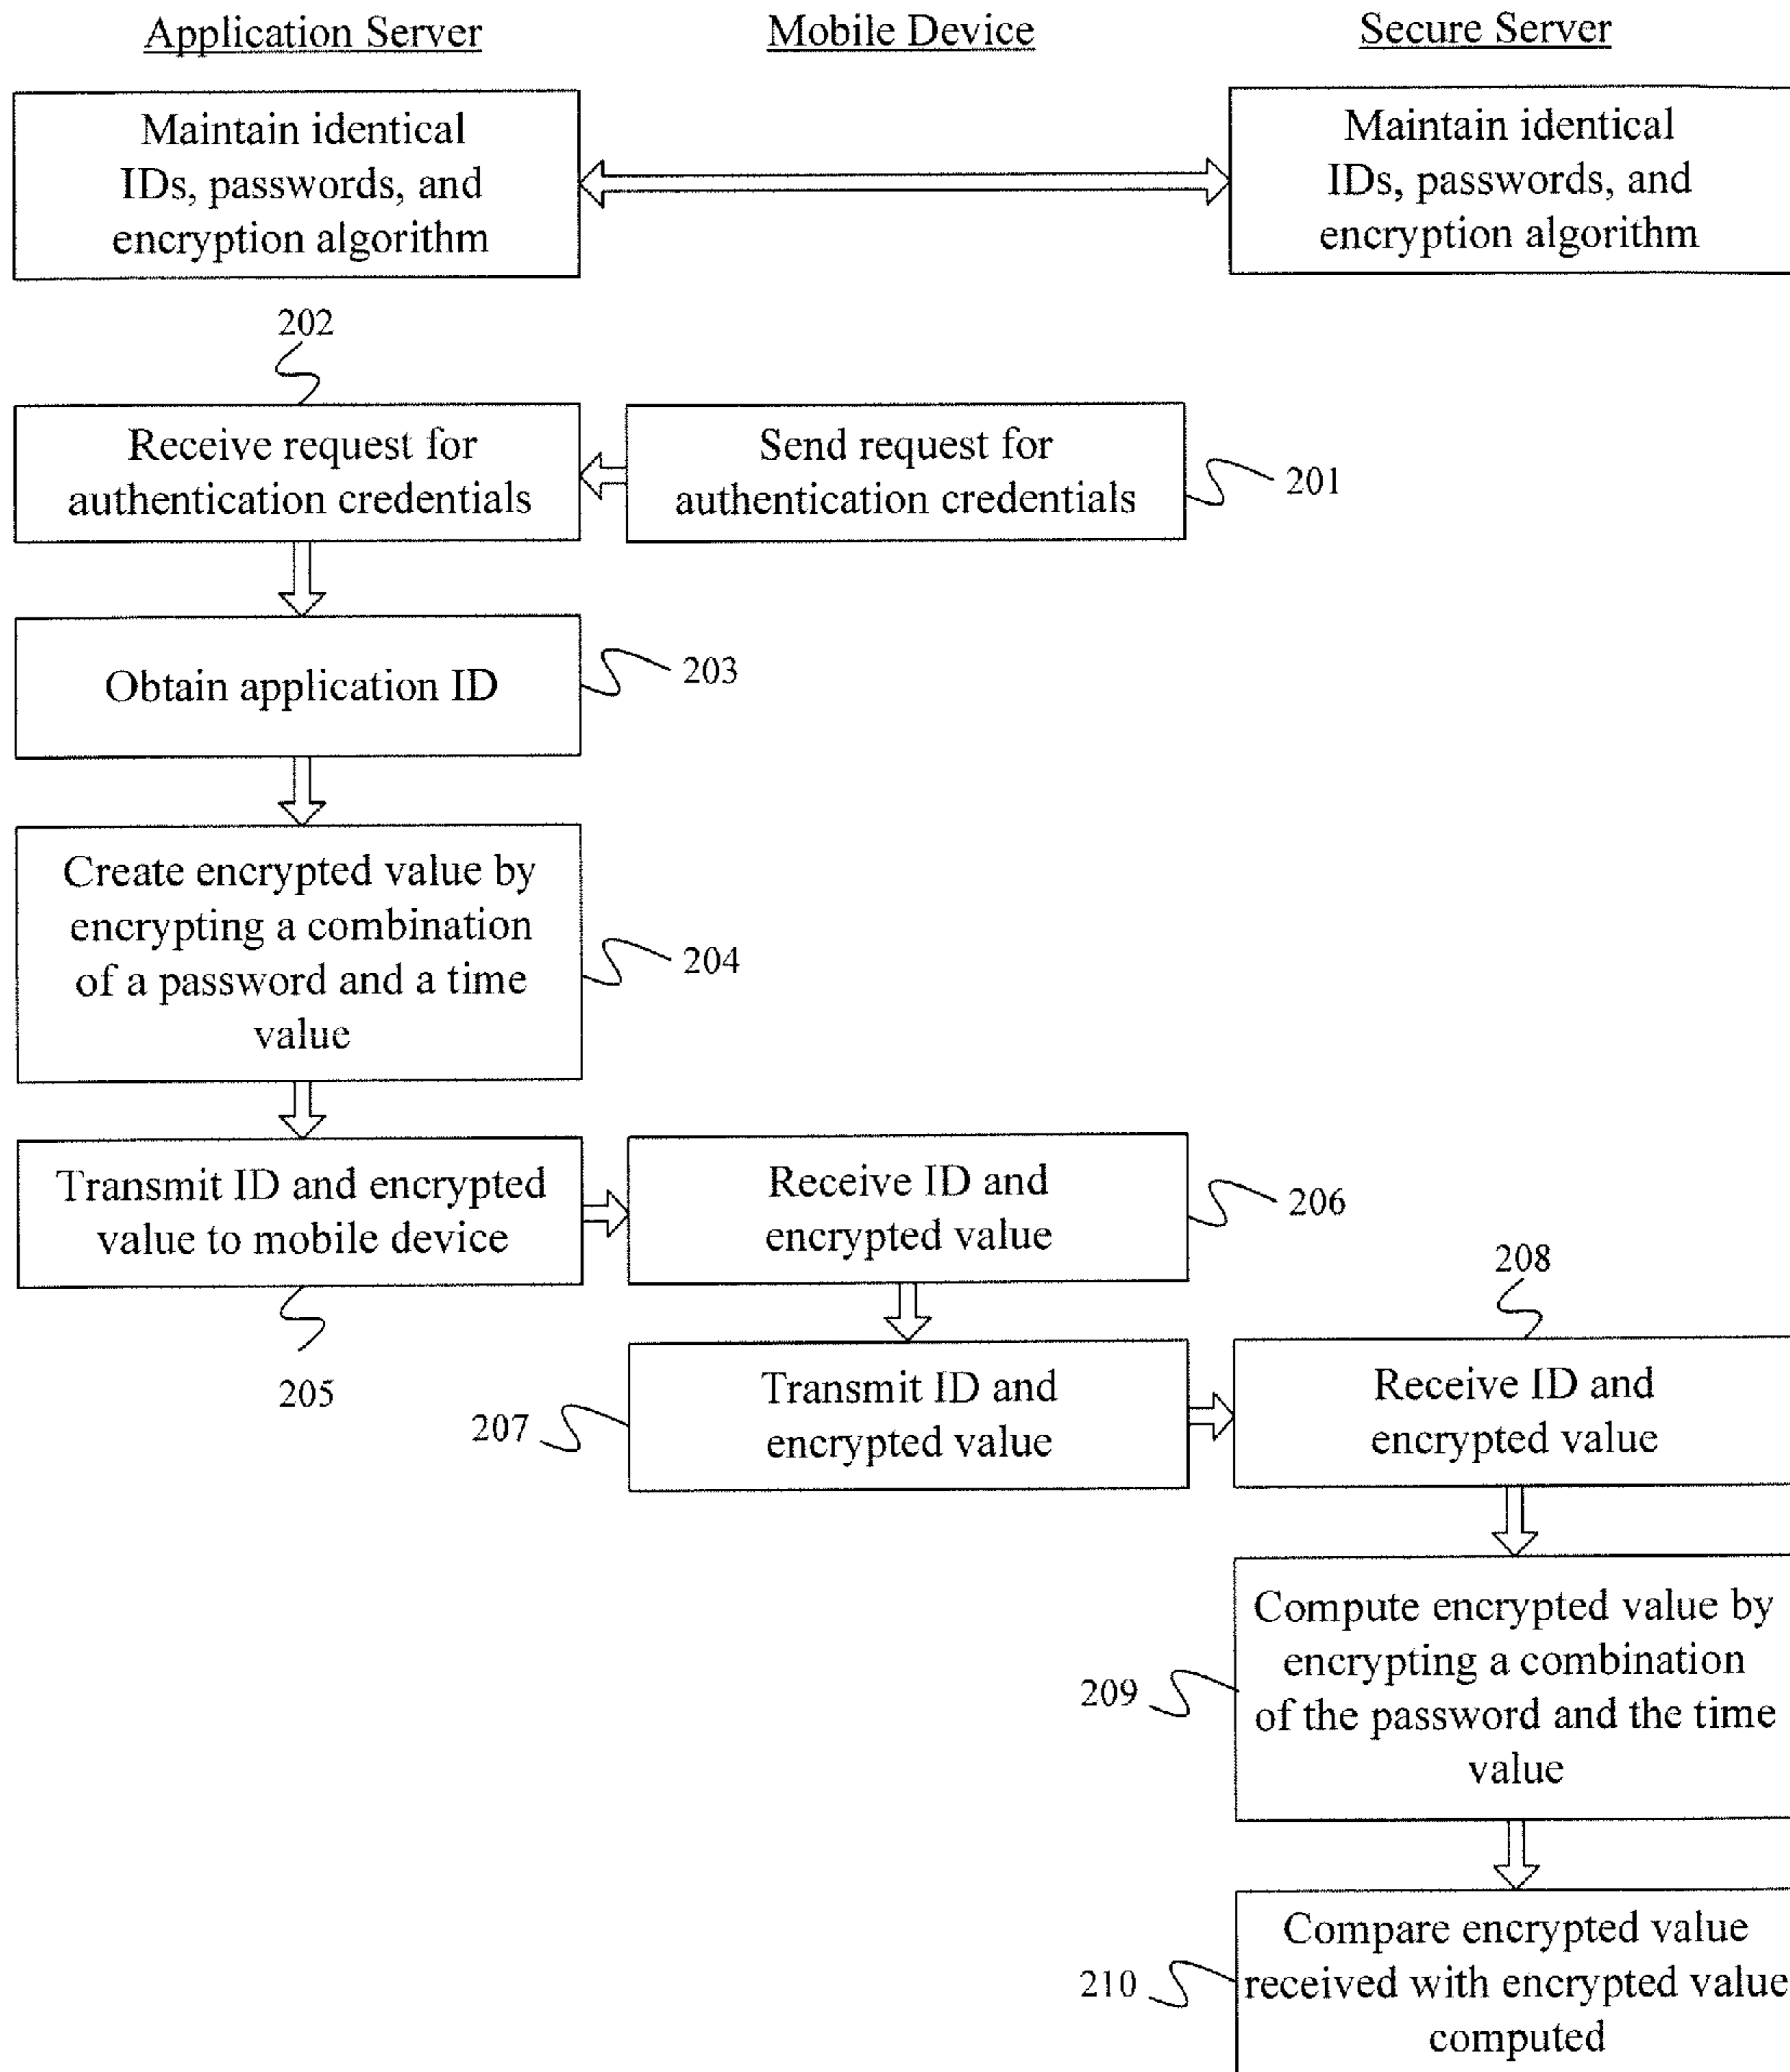 Application Server
Mobile Device
Secure Server
Maintain identical
IDs, passwords, and
encryption algorithm
Maintain identical
IDs, passwords, and
encryption algorithm
202
Receive request for
authentication credentials
Send request for
authentication credentials
201
Obtain application ID
203
Create encrypted value by
encrypting a combination
of a password and a time
value
204
Transmit ID and encrypted
value to mobile device
205
Receive ID and
encrypted value
206
Transmit ID and
encrypted value
207
208
Receive ID and
encrypted value
Compute encrypted value by
encrypting a combination
of the password and the time
value
209
Compare encrypted value
received with encrypted value
computed
210